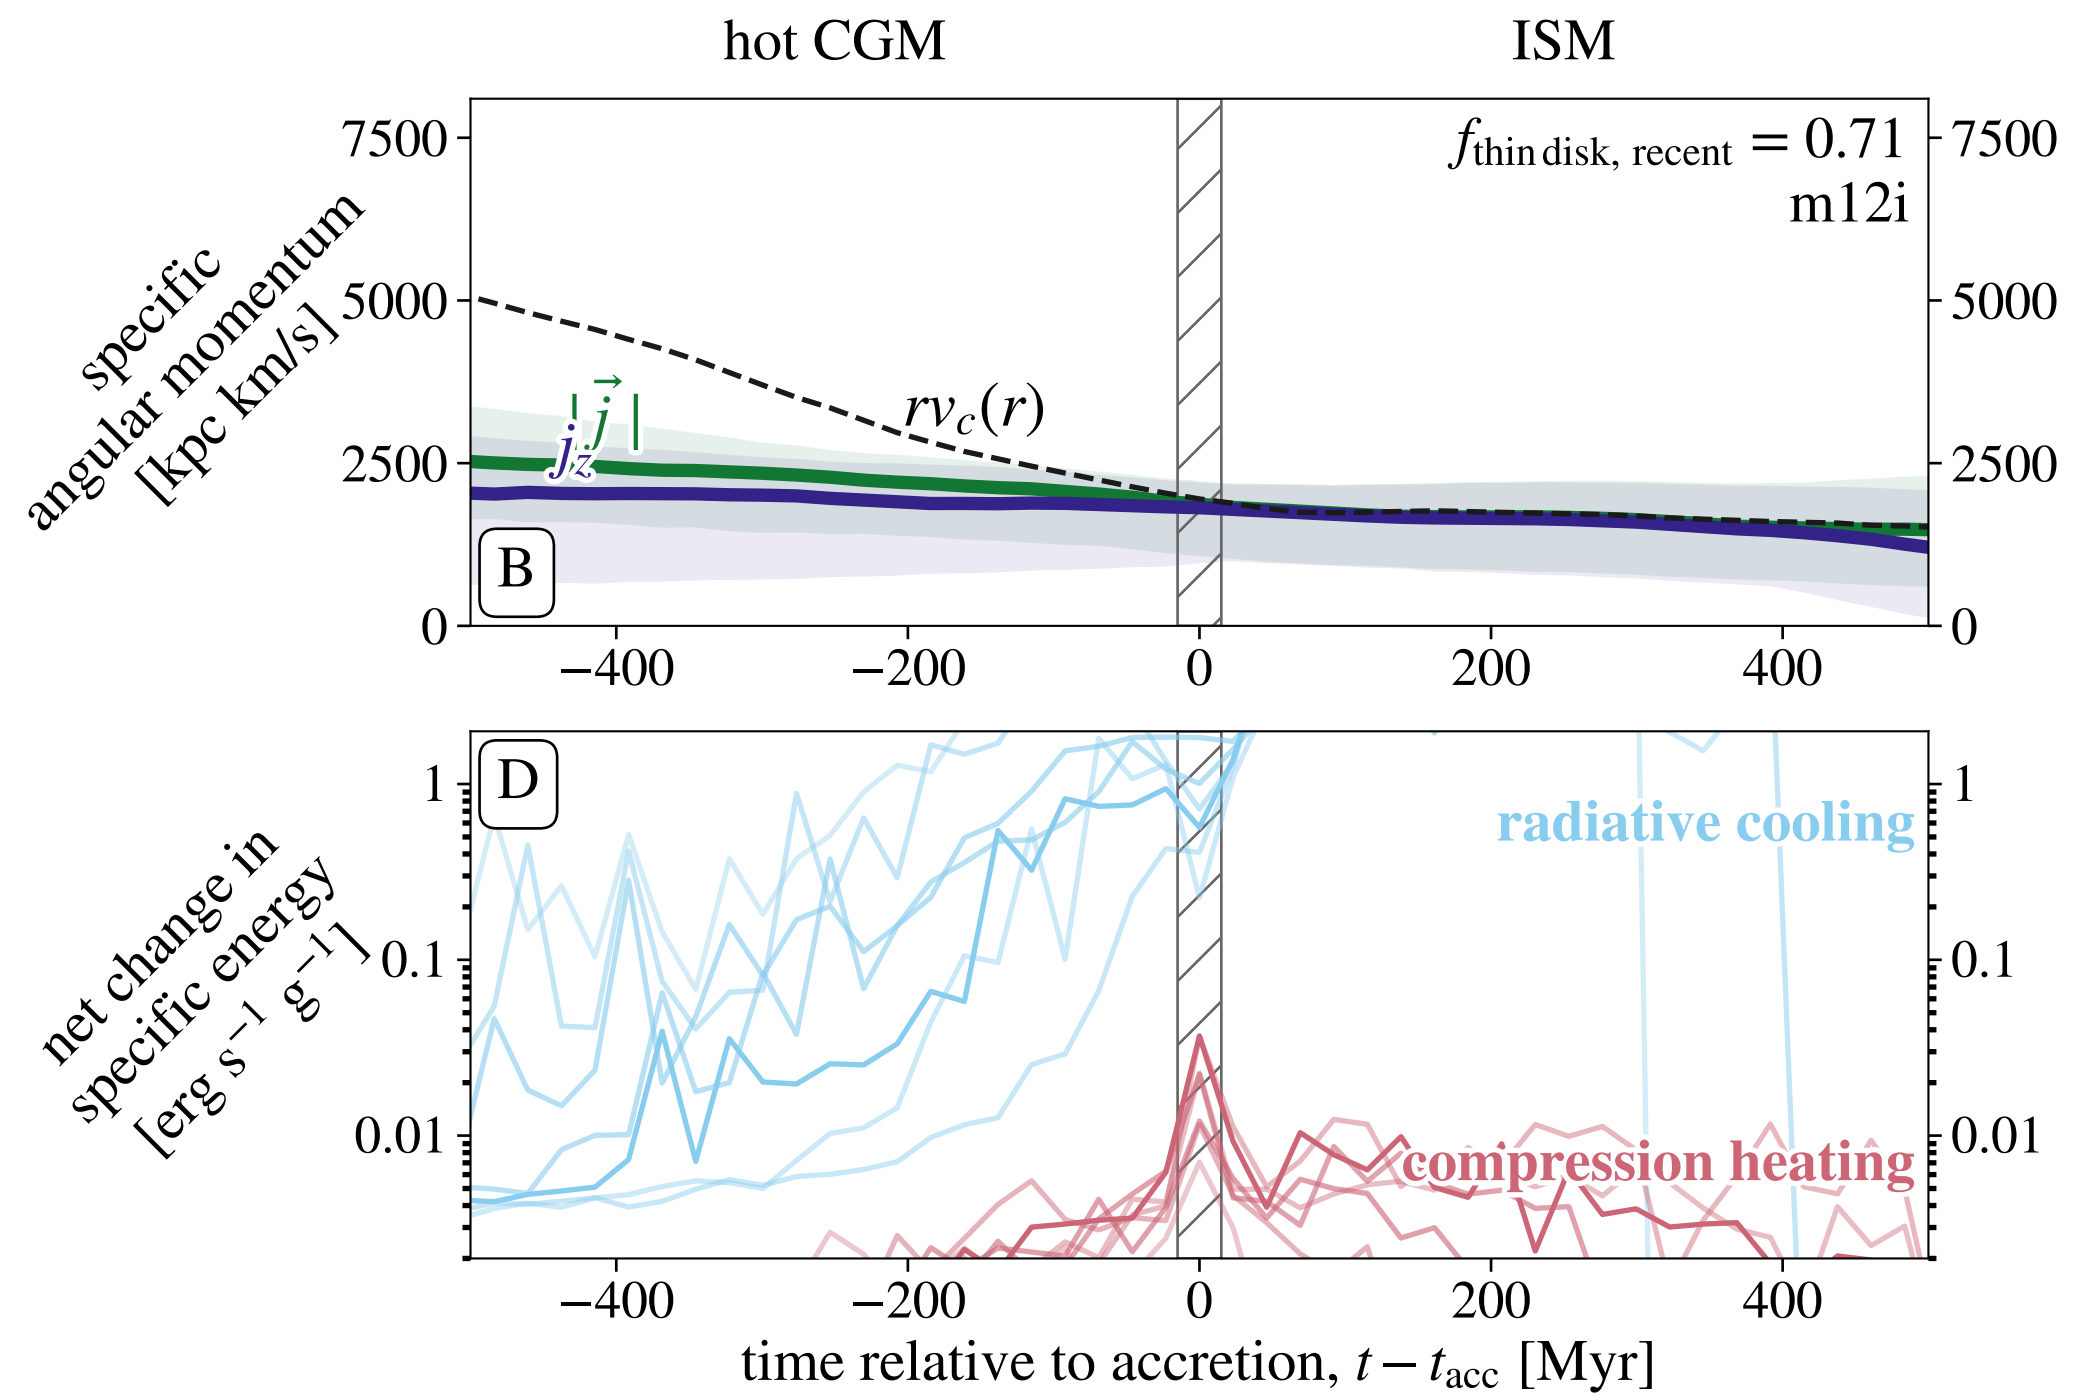 hot CGM
ISM
specific
angular momentum
[kpc km/s]
7500
5000
2500
0
7500
5000
2500
0
f_thin disk, recent = 0.71
m12i
rv_c(r)
|j⃗|
j_z
B
−400
−200
0
200
400
net change in
specific energy
[erg s⁻¹ g⁻¹]
D
1
0.1
0.01
1
0.1
0.01
radiative cooling
compression heating
−400
−200
0
200
400
time relative to accretion, t − t_acc [Myr]